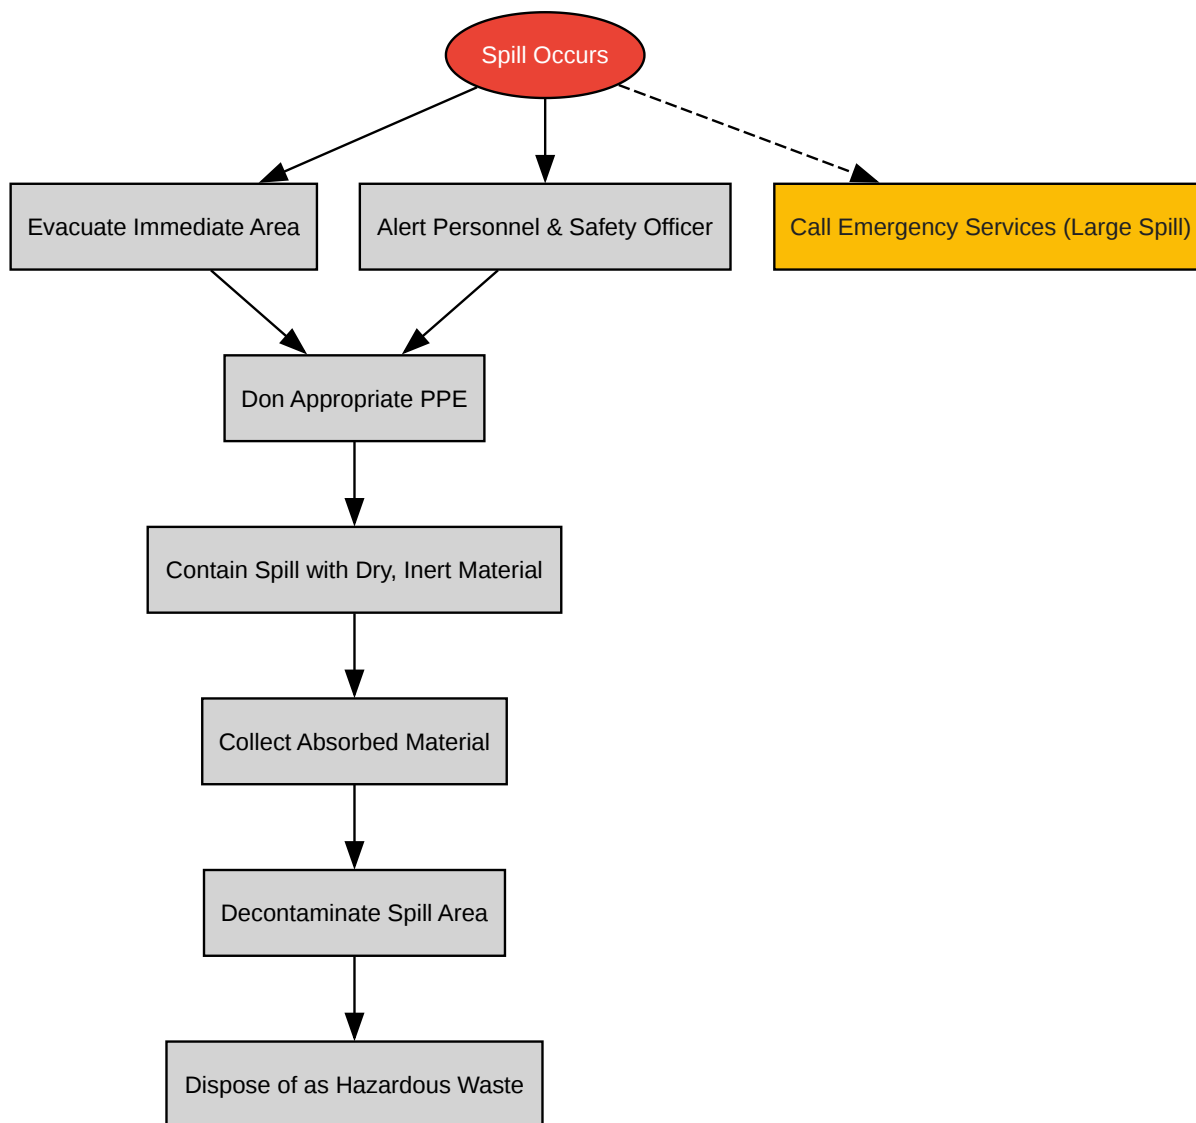 Spill Occurs
Evacuate Immediate Area
Alert Personnel & Safety Officer
Call Emergency Services (Large Spill)
Don Appropriate PPE
Contain Spill with Dry, Inert Material
Collect Absorbed Material
Decontaminate Spill Area
Dispose of as Hazardous Waste